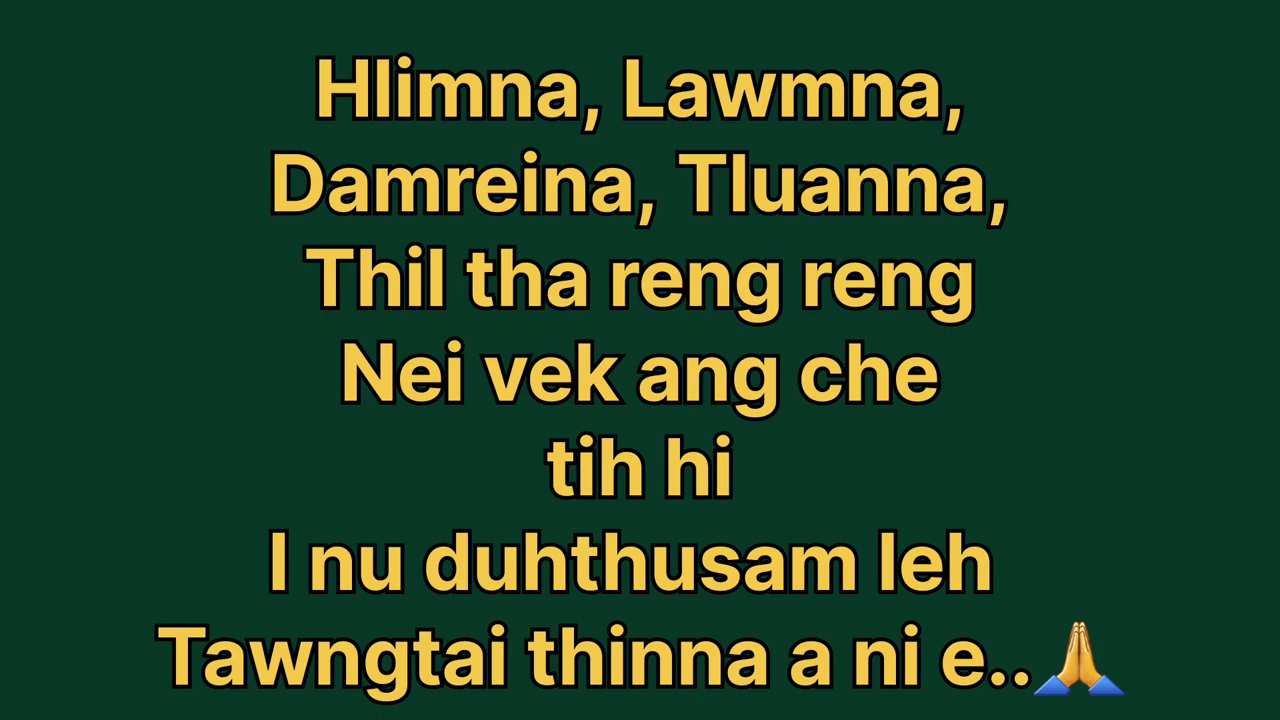 Hlimna, Lawmna,
Damreina, Tluanna,
Thil tha reng reng
Nei vek ang che
tih hi
I nu duhthusam leh
Tawngtai thinna a ni e..🙏